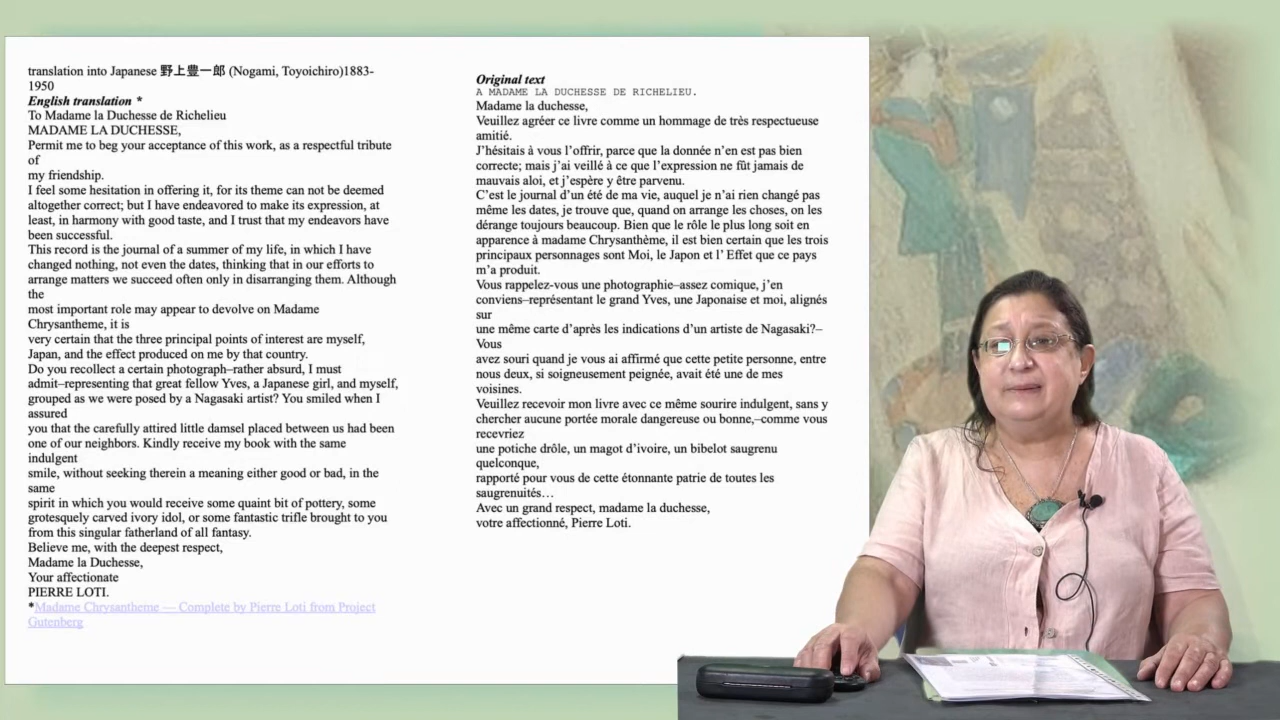 translation into Japanese 野上豊一郎 (Nogami, Toyoichiro)1883-
1950
English translation *
To Madame la Duchesse de Richelieu
MADAME LA DUCHESSE,
Permit me to beg your acceptance of this work, as a respectful tribute
of
my friendship.
I feel some hesitation in offering it, for its theme can not be deemed
altogether correct; but I have endeavored to make its expression, at
least, in harmony with good taste, and I trust that my endeavors have
been successful.
This record is the journal of a summer of my life, in which I have
changed nothing, not even the dates, thinking that in our efforts to
arrange matters we succeed often only in disarranging them. Although
the
most important role may appear to devolve on Madame
Chrysantheme, it is
very certain that the three principal points of interest are myself,
Japan, and the effect produced on me by that country.
Do you recollect a certain photograph–rather absurd, I must
admit–representing that great fellow Yves, a Japanese girl, and myself,
grouped as we were posed by a Nagasaki artist? You smiled when I
assured
you that the carefully attired little damsel placed between us had been
one of our neighbors. Kindly receive my book with the same
indulgent
smile, without seeking therein a meaning either good or bad, in the
same
spirit in which you would receive some quaint bit of pottery, some
grotesquely carved ivory idol, or some fantastic trifle brought to you
from this singular fatherland of all fantasy.
Believe me, with the deepest respect,
Madame la Duchesse,
Your affectionate
PIERRE LOTI.
*Madame Chrysantheme — Complete by Pierre Loti from Project
Gutenberg
Original text
A MADAME LA DUCHESSE DE RICHELIEU.
Madame la duchesse,
Veuillez agréer ce livre comme un hommage de très respectueuse
amitié.
J'hésitais à vous l'offrir, parce que la donnée n'en est pas bien
correcte; mais j'ai veillé à ce que l'expression ne fût jamais de
mauvais aloi, et j'espère y être parvenu.
C'est le journal d'un été de ma vie, auquel je n'ai rien changé pas
même les dates, je trouve que, quand on arrange les choses, on les
dérange toujours beaucoup. Bien que le rôle le plus long soit en
apparence à madame Chrysanthème, il est bien certain que les trois
principaux personnages sont Moi, le Japon et l' Effet que ce pays
m'a produit.
Vous rappelez-vous une photographie–assez comique, j'en
conviens–représentant le grand Yves, une Japonaise et moi, alignés
sur
une même carte d'après les indications d'un artiste de Nagasaki?–
Vous
avez souri quand je vous ai affirmé que cette petite personne, entre
nous deux, si soigneusement peignée, avait été une de mes
voisines.
Veuillez recevoir mon livre avec ce même sourire indulgent, sans y
chercher aucune portée morale dangereuse ou bonne,–comme vous
recevriez
une potiche drôle, un magot d'ivoire, un bibelot saugrenu
quelconque,
rapporté pour vous de cette étonnante patrie de toutes les
saugrenuités…
Avec un grand respect, madame la duchesse,
votre affectionné, Pierre Loti.